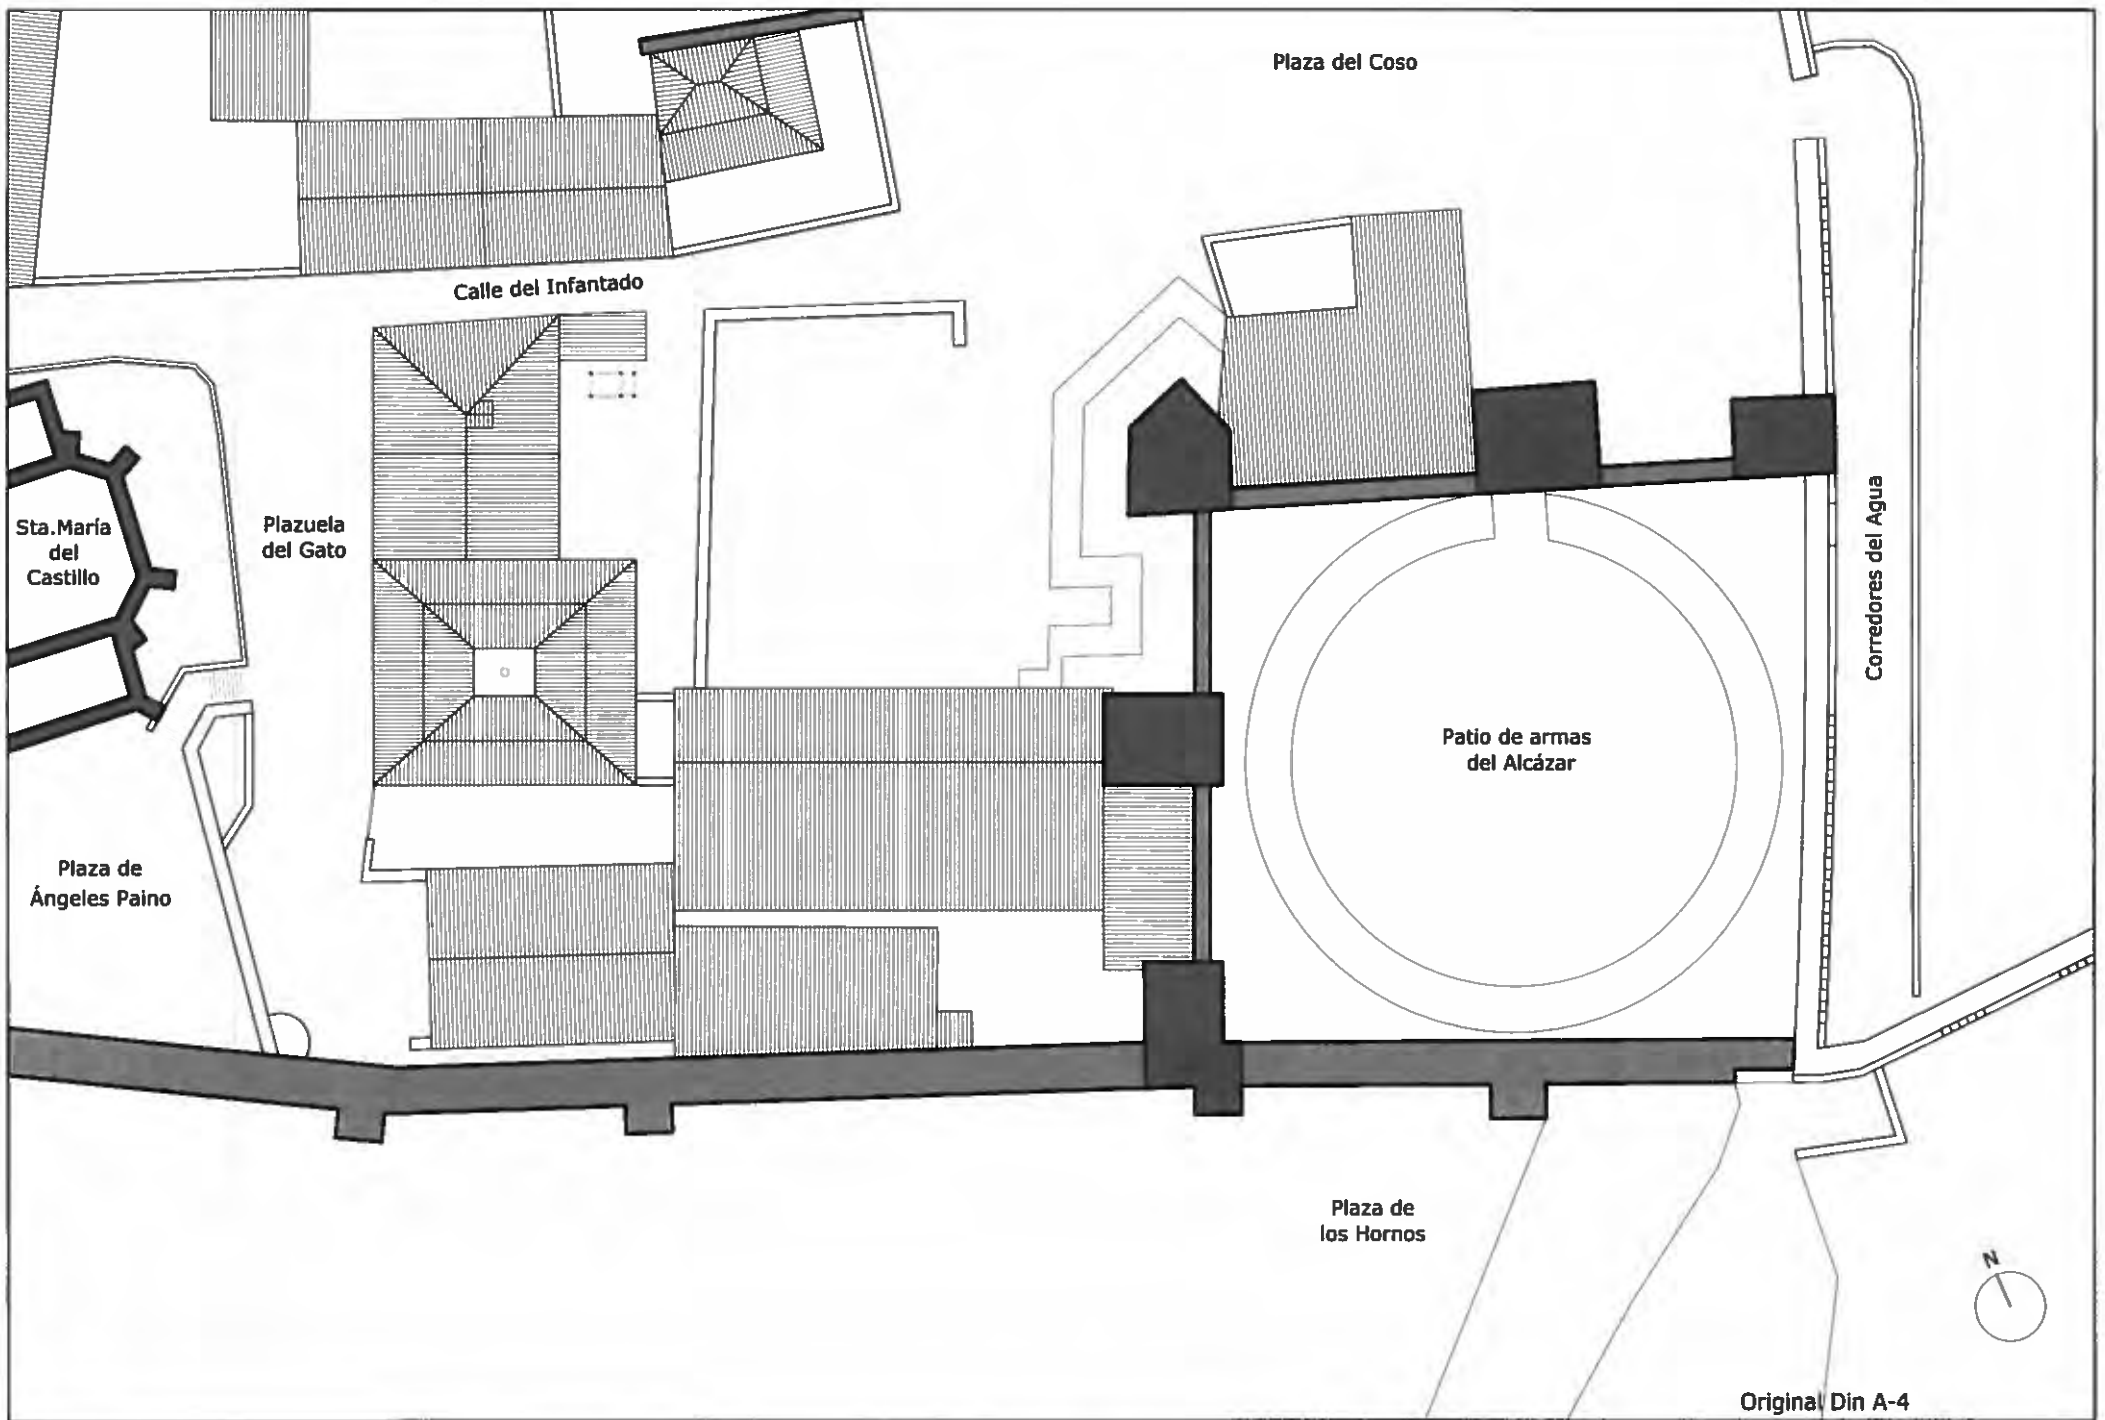 Plaza del Coso
Calle del Infantado
Corredores del Agua
Sta.María
del
Castillo
Plazuela
del Gato
Patio de armas
del Alcázar
Plaza de
Ángeles Paino
Plaza de
los Hornos
N
Original Din A-4